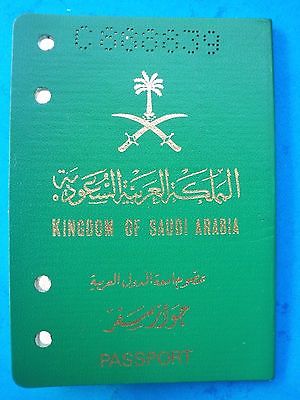 المملكة العربية السعودية
KINGDOM OF SAUDI ARABIA
عضو جامعة الدول العربية
جواز سفر
PASSPORT